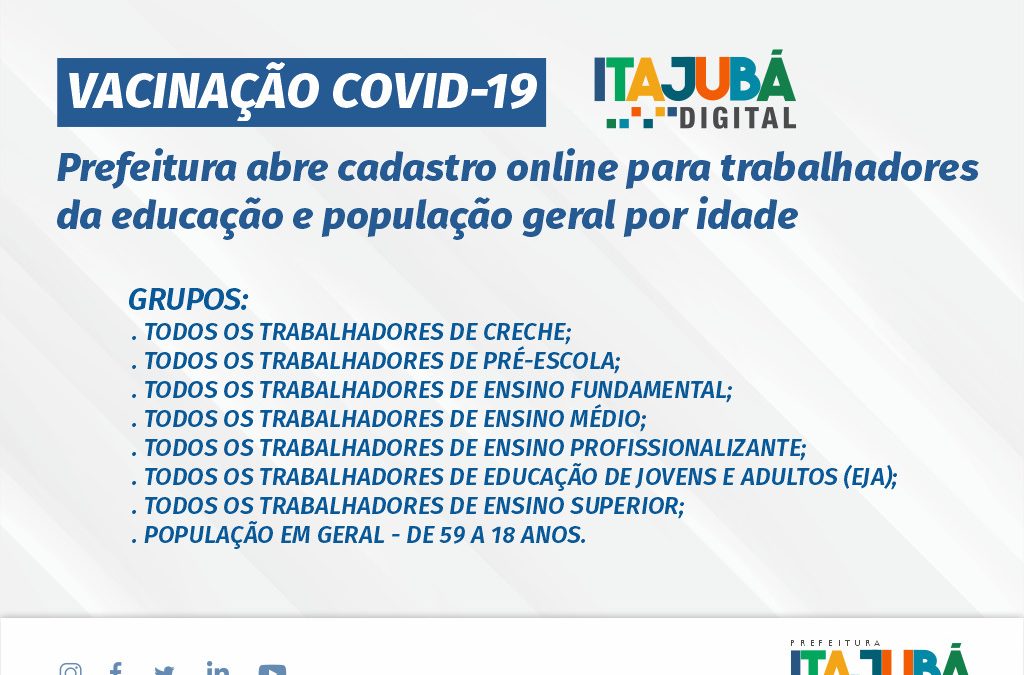 VACINAÇÃO COVID-19
ITAJUBÁ
DIGITAL
Prefeitura abre cadastro online para trabalhadores
da educação e população geral por idade
GRUPOS:
. TODOS OS TRABALHADORES DE CRECHE;
. TODOS OS TRABALHADORES DE PRÉ-ESCOLA;
. TODOS OS TRABALHADORES DE ENSINO FUNDAMENTAL;
. TODOS OS TRABALHADORES DE ENSINO MÉDIO;
. TODOS OS TRABALHADORES DE ENSINO PROFISSIONALIZANTE;
. TODOS OS TRABALHADORES DE EDUCAÇÃO DE JOVENS E ADULTOS (EJA);
. TODOS OS TRABALHADORES DE ENSINO SUPERIOR;
. POPULAÇÃO EM GERAL - DE 59 A 18 ANOS.
PREFEITURA
ITAJUBÁ